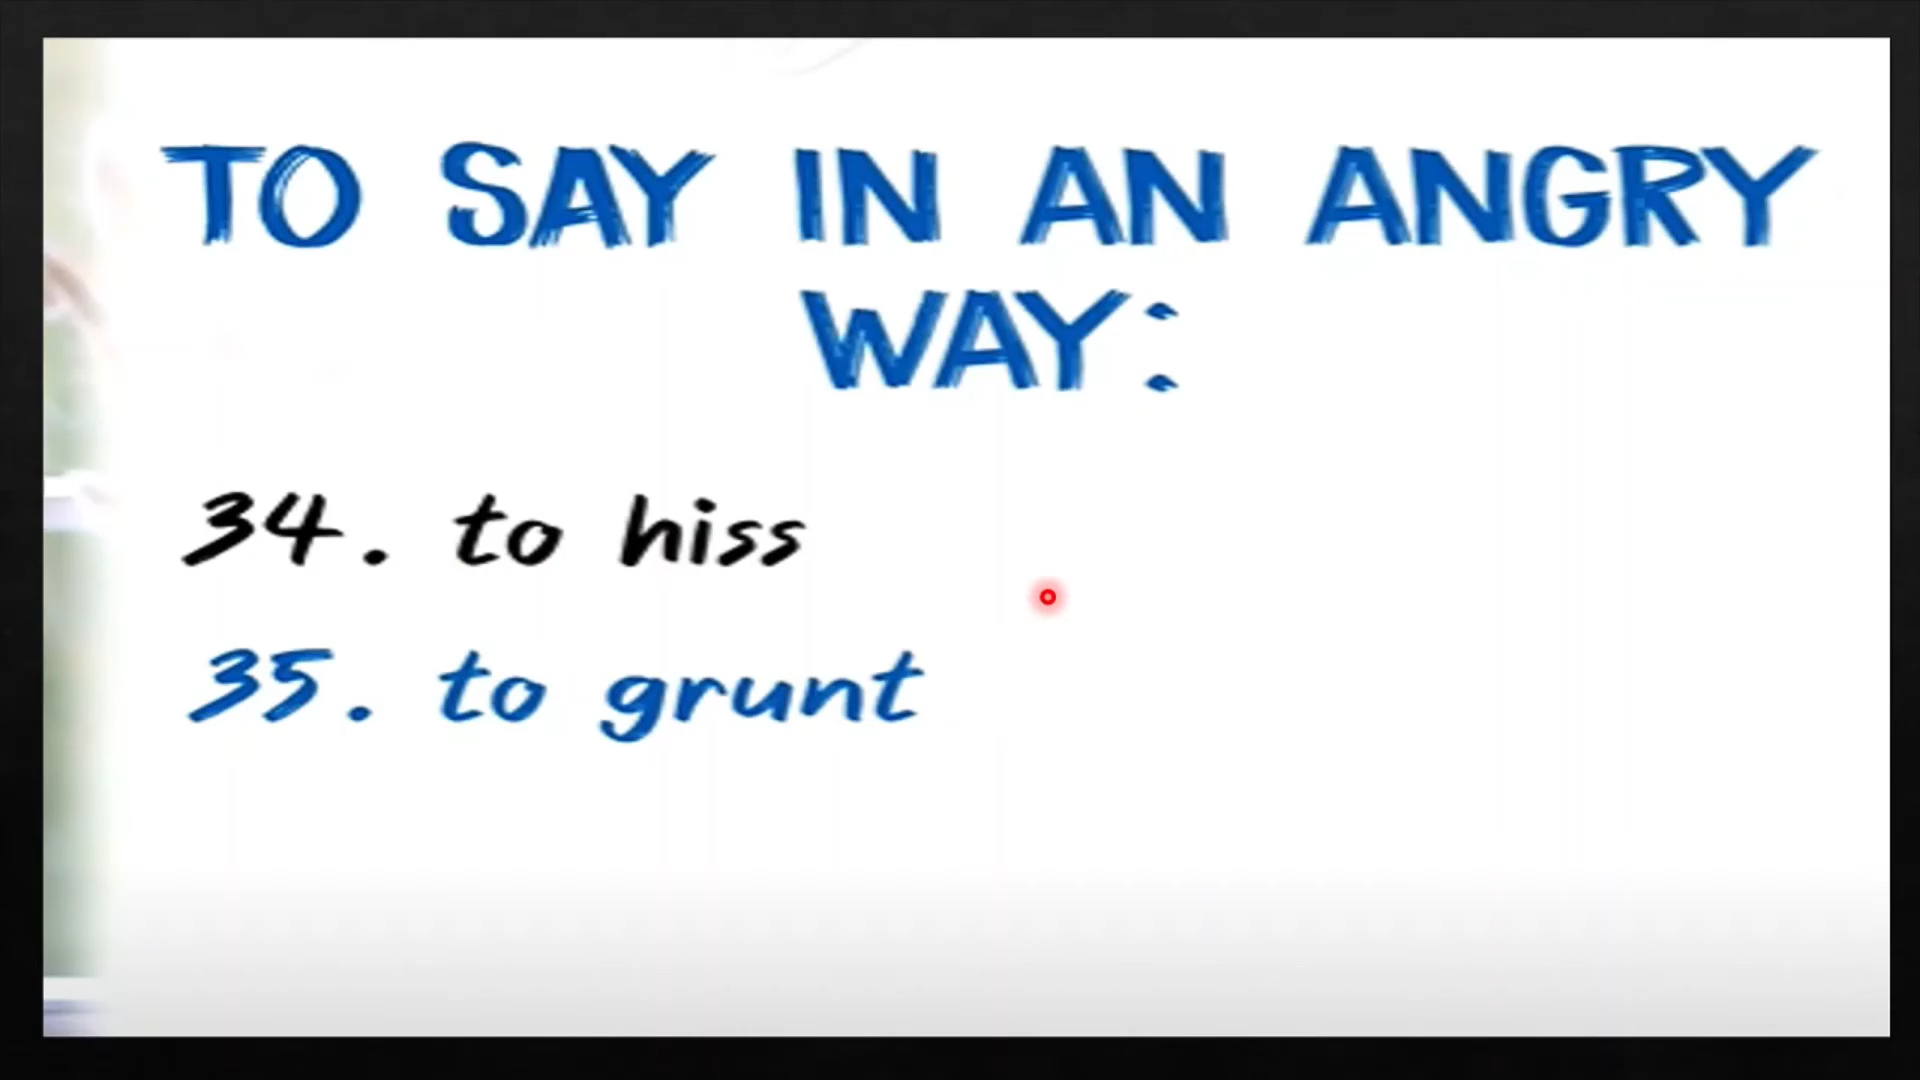 TO SAY IN AN ANGRY
WAY:
34. to hiss
35. to grunt